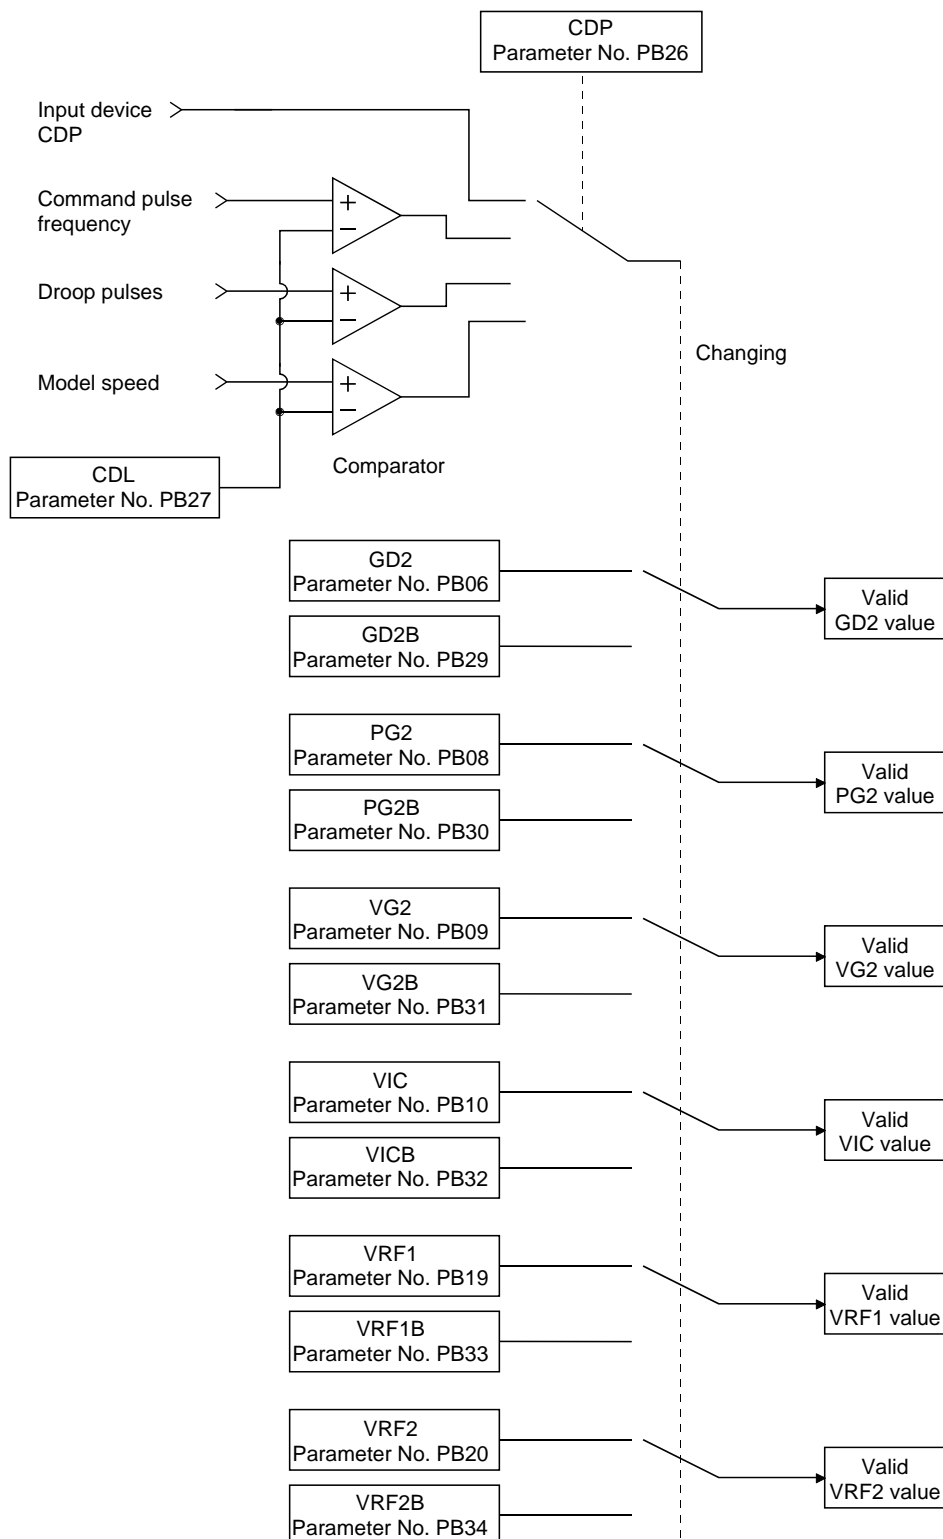 CDP
Parameter No. PB26
Input device
CDP
Command pulse
frequency
+
−
Droop pulses
+
−
Changing
Model speed
+
−
Comparator
CDL
Parameter No. PB27
GD2
Parameter No. PB06
Valid
GD2 value
GD2B
Parameter No. PB29
PG2
Parameter No. PB08
Valid
PG2 value
PG2B
Parameter No. PB30
VG2
Parameter No. PB09
Valid
VG2 value
VG2B
Parameter No. PB31
VIC
Parameter No. PB10
Valid
VIC value
VICB
Parameter No. PB32
VRF1
Parameter No. PB19
Valid
VRF1 value
VRF1B
Parameter No. PB33
VRF2
Parameter No. PB20
Valid
VRF2 value
VRF2B
Parameter No. PB34